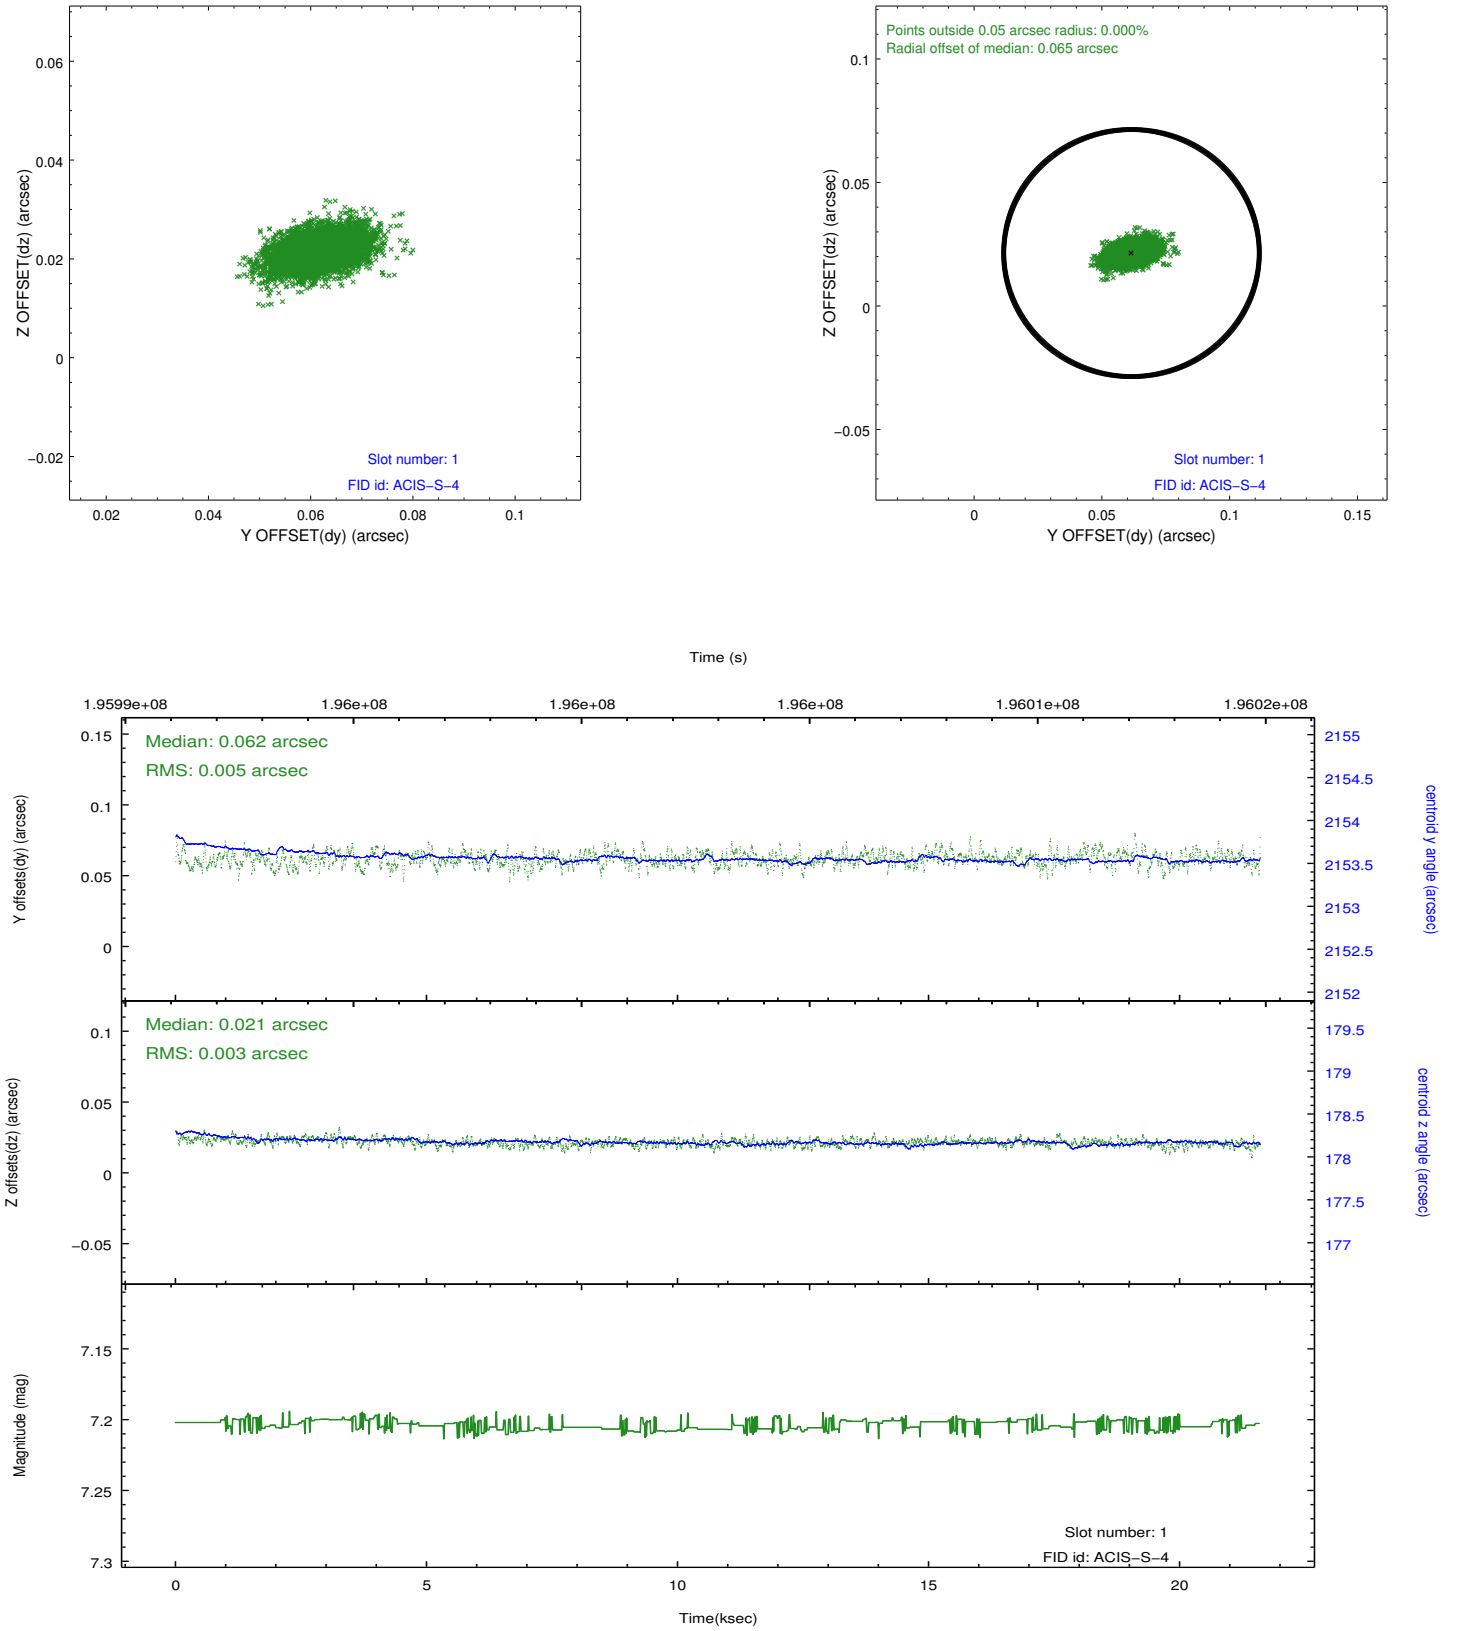 0.06
0.04
0.02
0
−0.02
Z OFFSET(dz) (arcsec)
Slot number: 1
FID id: ACIS−S−4
0.02 0.04 0.06 0.08 0.1
Y OFFSET(dy) (arcsec)
Points outside 0.05 arcsec radius: 0.000%
Radial offset of median: 0.065 arcsec
0.1
0.05
0
−0.05
Z OFFSET(dz) (arcsec)
Slot number: 1
FID id: ACIS−S−4
0 0.05 0.1 0.15
Y OFFSET(dy) (arcsec)
Time (s)
1.9599e+08 1.96e+08 1.96e+08 1.96e+08 1.9601e+08 1.9602e+08
Median: 0.062 arcsec
RMS: 0.005 arcsec
0.15
0.1
0.05
0
Y offsets(dy) (arcsec)
2155
2154.5
2154
2153.5
2153
2152.5
2152
centroid y angle (arcsec)
Median: 0.021 arcsec
RMS: 0.003 arcsec
0.1
0.05
0
−0.05
Z offsets(dz) (arcsec)
179.5
179
178.5
178
177.5
177
centroid z angle (arcsec)
7.15
7.2
7.25
7.3
Magnitude (mag)
Slot number: 1
FID id: ACIS−S−4
0 5 10 15 20
Time(ksec)